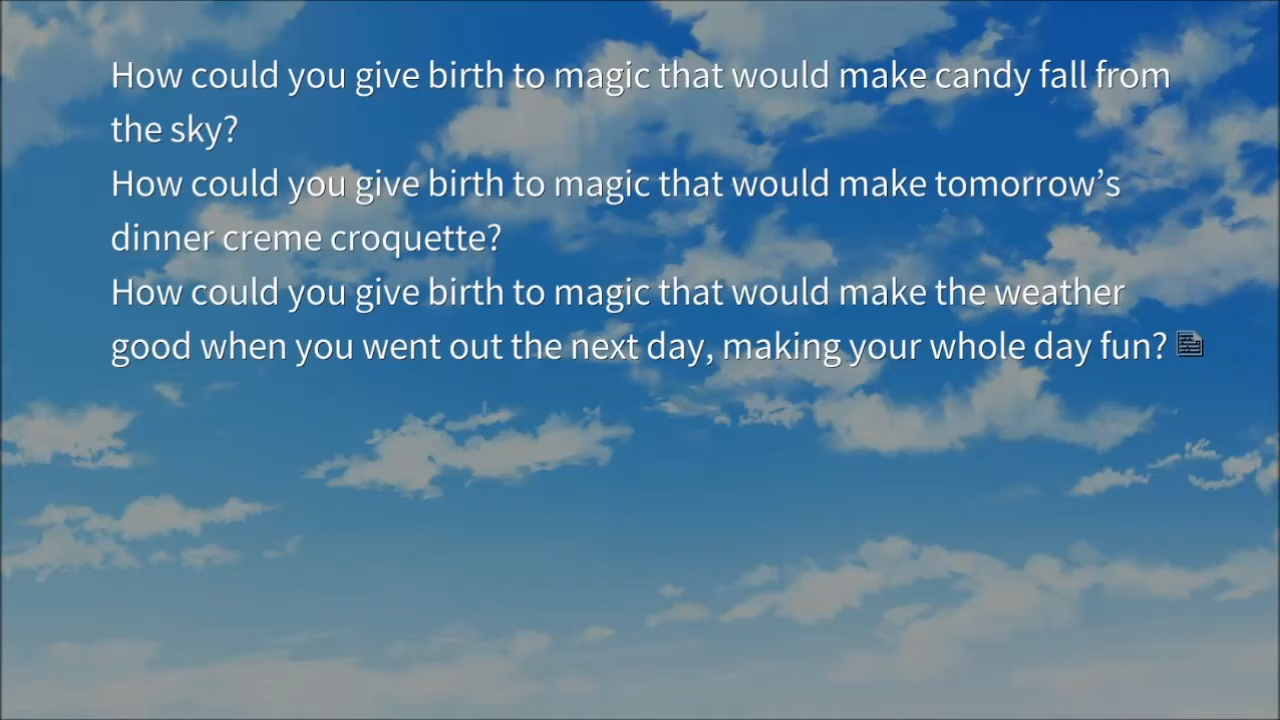 How could you give birth to magic that would make candy fall from
the sky?
How could you give birth to magic that would make tomorrow’s
dinner creme croquette?
How could you give birth to magic that would make the weather
good when you went out the next day, making your whole day fun?